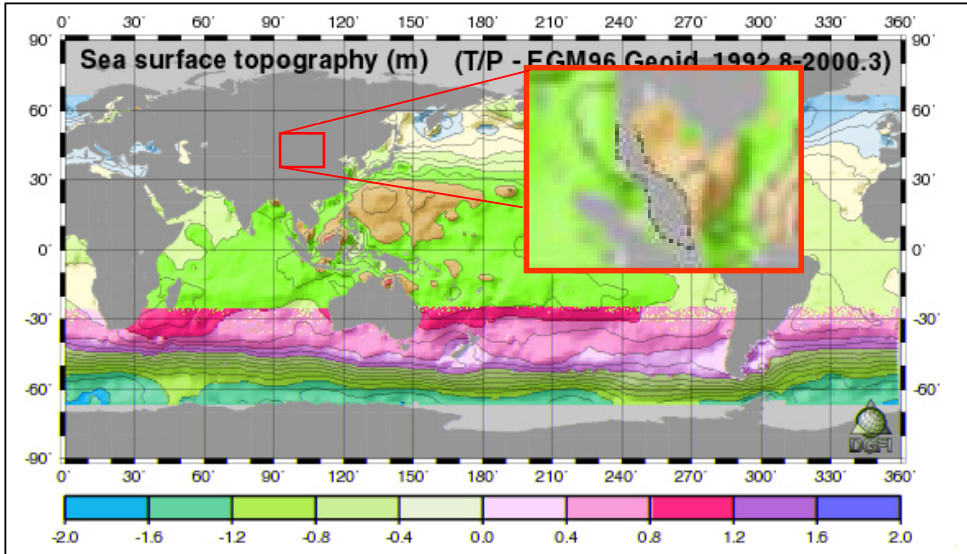 0° 30° 60° 90° 120° 150° 180° 210° 240° 270° 300° 330° 360°
90° Sea surface topography (m) (T/P - EGM96 Geoid, 1992.8-2000.3) 90°
60° 60°
30° 30°
0° 0°
-30° -30°
-60° -60°
DGFI
-90° -90°
0° 30° 60° 90° 120° 150° 180° 210° 240° 270° 300° 330° 360°
-2.0 -1.6 -1.2 -0.8 -0.4 0.0 0.4 0.8 1.2 1.6 2.0